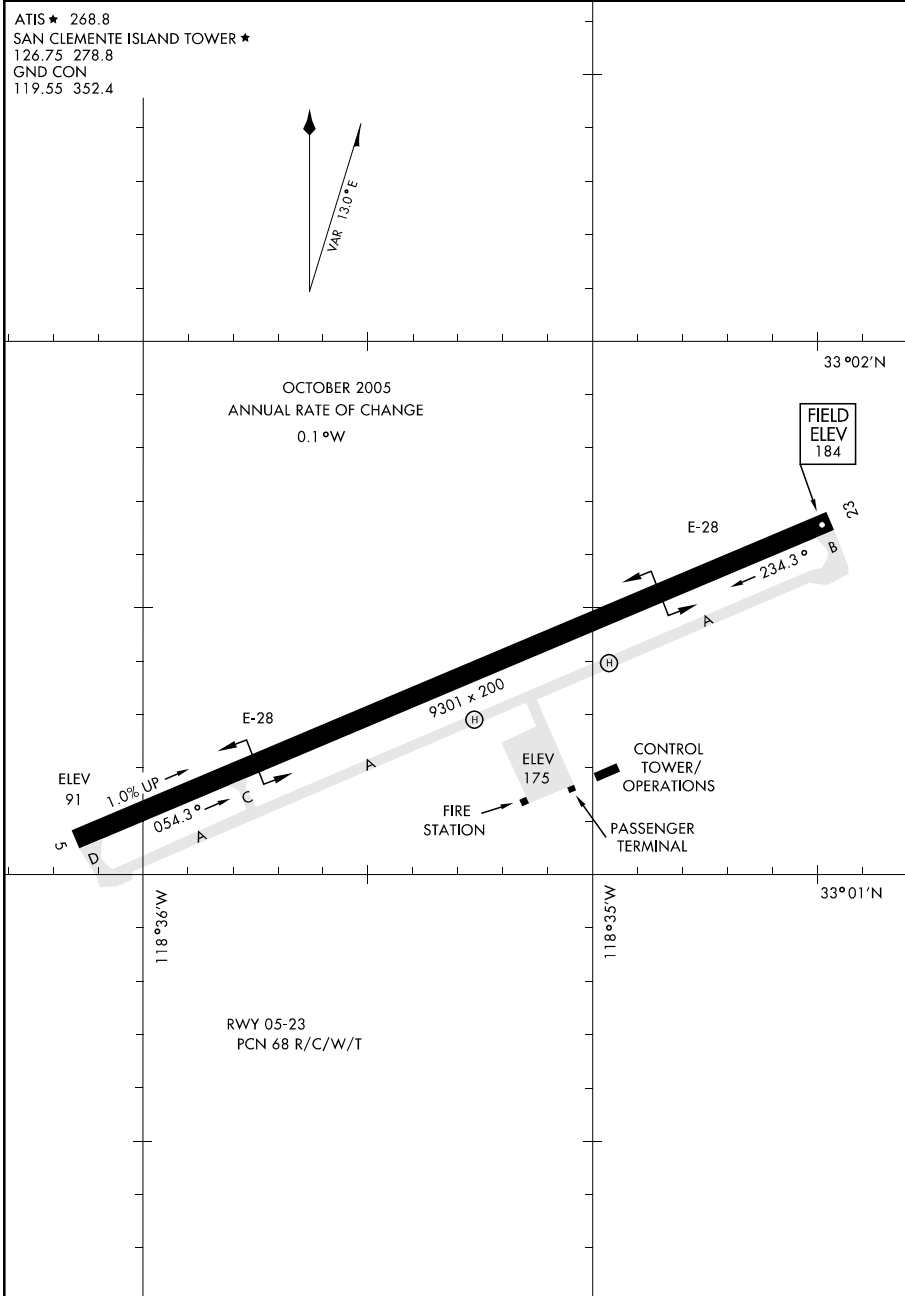 ATIS ★ 268.8
SAN CLEMENTE ISLAND TOWER ★
126.75 278.8
GND CON
119.55 352.4
VAR 13.0° E
33°02'N
OCTOBER 2005
ANNUAL RATE OF CHANGE
0.1°W
FIELD
ELEV
184
23
E-28
B
234.3°
A
H
9301 x 200
H
E-28
A
ELEV
175
CONTROL
TOWER/
OPERATIONS
ELEV
91
1.0% UP
054.3°
C
FIRE
STATION
PASSENGER
TERMINAL
5
D
A
33°01'N
118°36'W
118°35'W
RWY 05-23
PCN 68 R/C/W/T